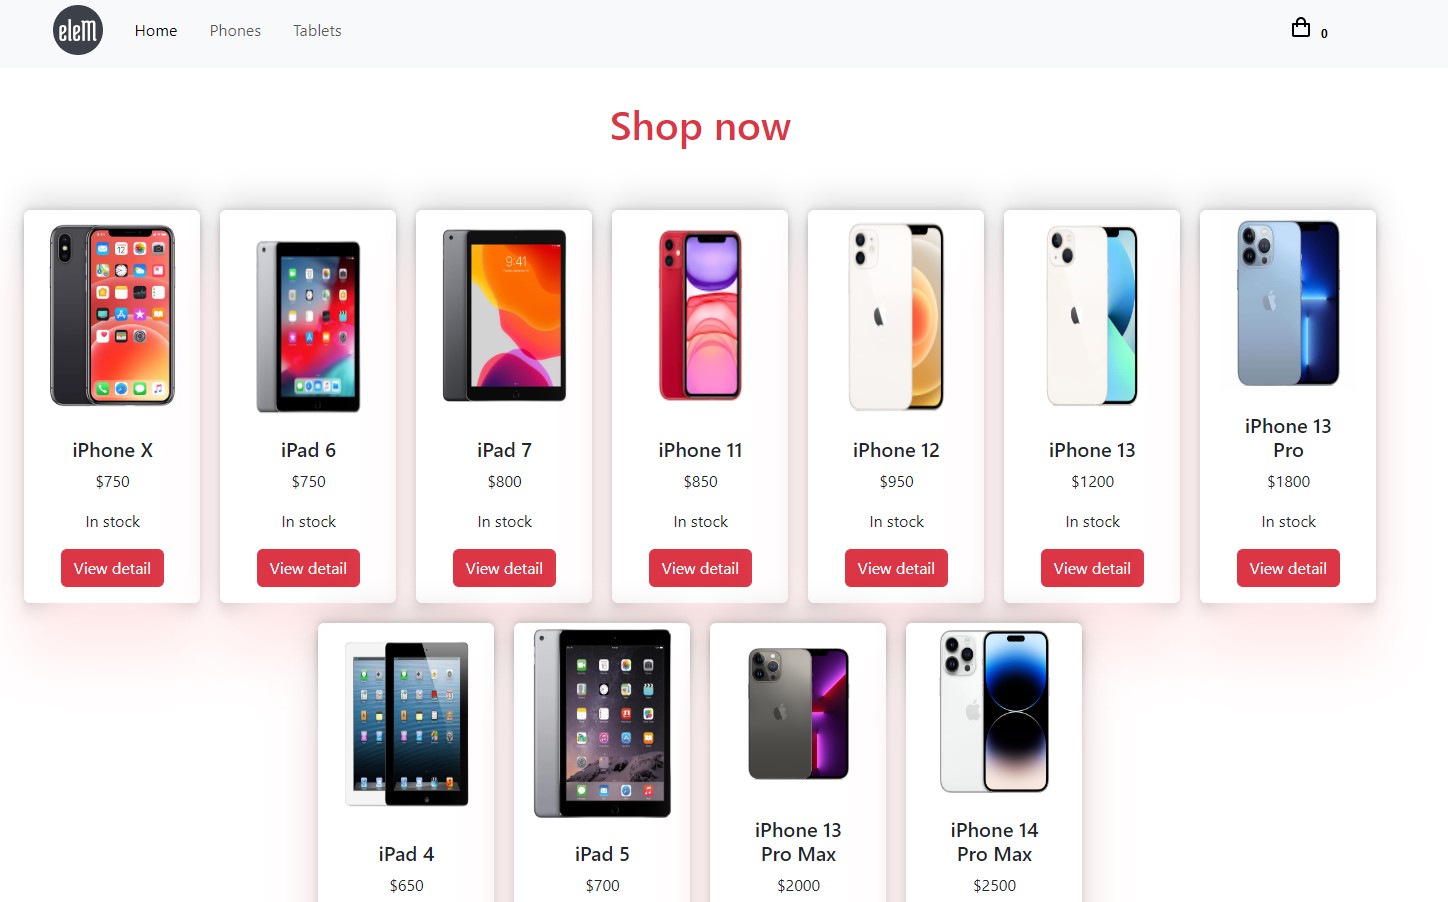 elem
Home
Phones
Tablets
0
Shop now
9:41
iPhone X
$750
In stock
View detail
iPad 6
$750
In stock
View detail
iPad 7
$800
In stock
View detail
iPhone 11
$850
In stock
View detail
iPhone 12
$950
In stock
View detail
iPhone 13
$1200
In stock
View detail
iPhone 13
Pro
$1800
In stock
View detail
iPad 4
$650
iPad 5
$700
iPhone 13
Pro Max
$2000
iPhone 14
Pro Max
$2500